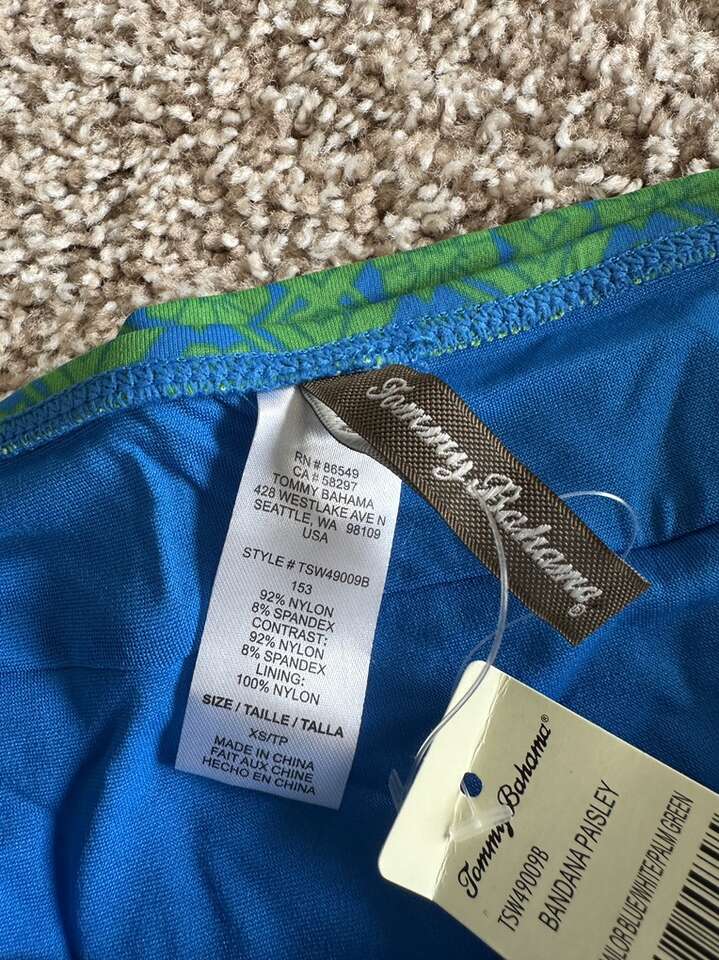 Tommy Bahama®
RN # 86549
CA # 58297
TOMMY BAHAMA
428 WESTLAKE AVE N
SEATTLE, WA 98109
USA
STYLE # TSW49009B
153
92% NYLON
8% SPANDEX
CONTRAST:
92% NYLON
8% SPANDEX
LINING:
100% NYLON
SIZE / TAILLE / TALLA
XS/TP
MADE IN CHINA
FAIT AUX CHINE
HECHO EN CHINA
Tommy Bahama®
TSW49009B
BANDANA PAISLEY
BLUE/WHITE/PALM GREEN